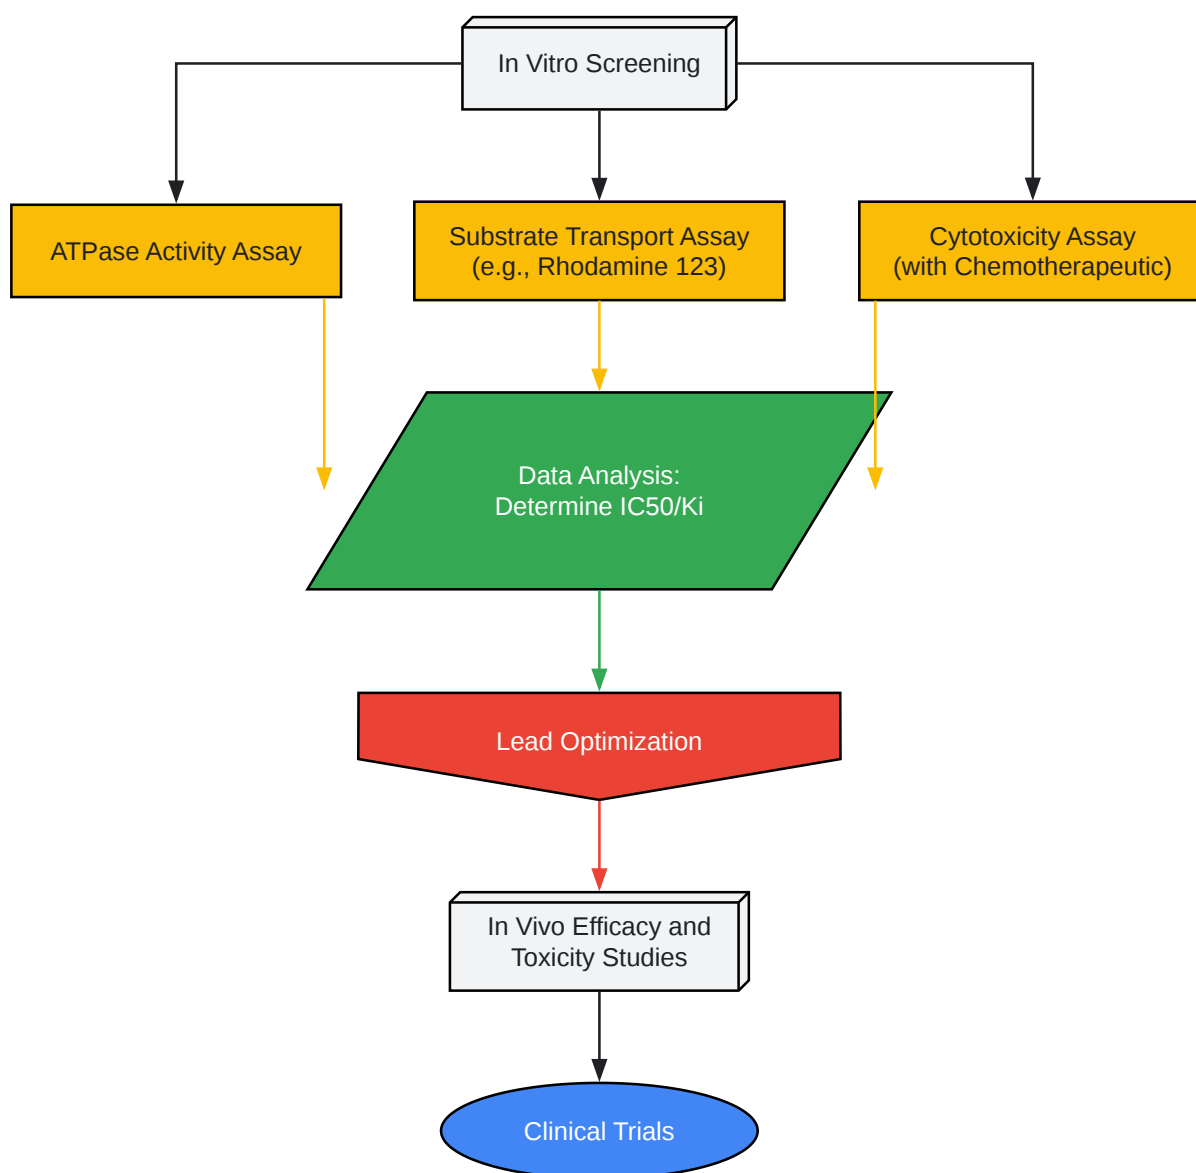 In Vitro Screening
ATPase Activity Assay
Substrate Transport Assay
(e.g., Rhodamine 123)
Cytotoxicity Assay
(with Chemotherapeutic)
Data Analysis:
Determine IC50/Ki
Lead Optimization
In Vivo Efficacy and
Toxicity Studies
Clinical Trials